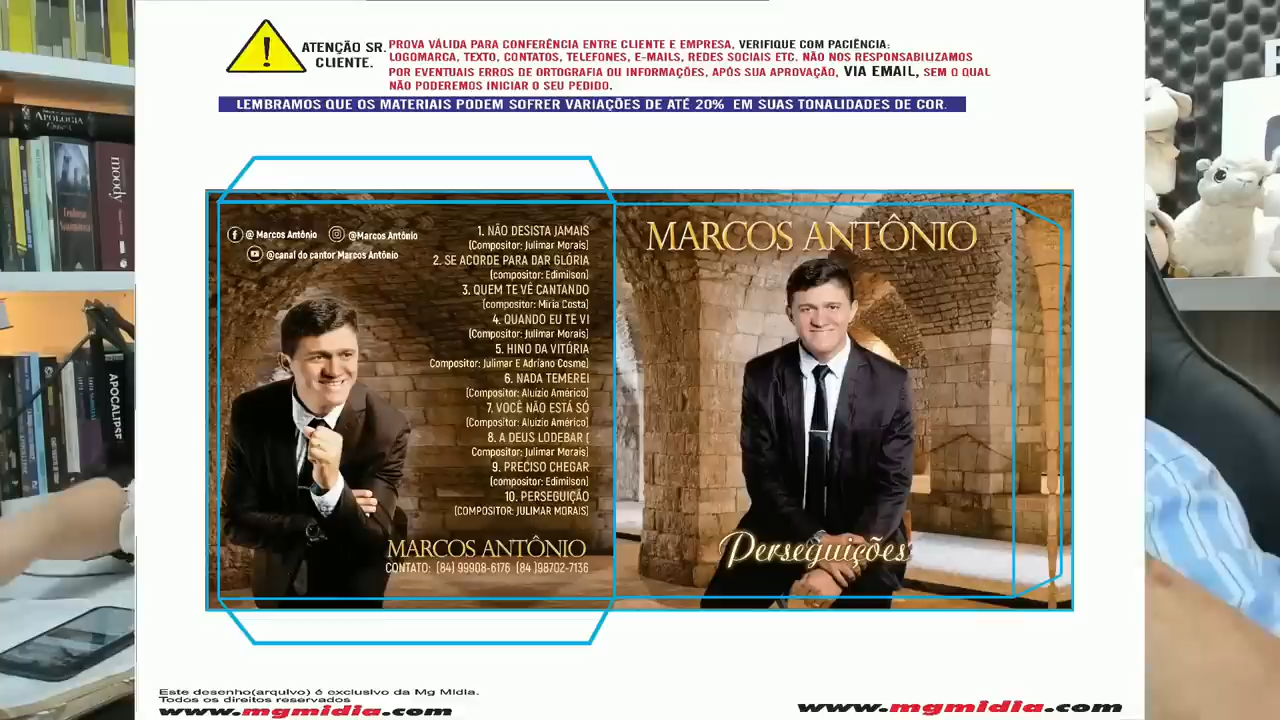 ATENÇÃO SR.
CLIENTE.
PROVA VÁLIDA PARA CONFERÊNCIA ENTRE CLIENTE E EMPRESA, VERIFIQUE COM PACIÊNCIA:
LOGOMARCA, TEXTO, CONTATOS, TELEFONES, E-MAILS, REDES SOCIAIS ETC. NÃO NOS RESPONSABILIZAMOS
POR EVENTUAIS ERROS DE ORTOGRAFIA OU INFORMAÇÕES, APÓS SUA APROVAÇÃO, VIA EMAIL, SEM O QUAL
NÃO PODEREMOS INICIAR O SEU PEDIDO.
LEMBRAMOS QUE OS MATERIAIS PODEM SOFRER VARIAÇÕES DE ATÉ 20% EM SUAS TONALIDADES DE COR.
@ Marcos Antônio @Marcos Antônio
@canal do cantor Marcos Antônio
1. NÃO DESISTA JAMAIS
(Compositor: Julimar Morais)
2. SE ACORDE PARA DAR GLÓRIA
(compositor: Edimilson)
3. QUEM TE VÊ CANTANDO
(compositor: Miria Costa)
4. QUANDO EU TE VI
(Compositor: Julimar Morais)
5. HINO DA VITÓRIA
Compositor: Julimar E Adriano Cosme)
6. NADA TEMEREI
(Compositor: Aluízio Américo)
7. VOCÊ NÃO ESTÁ SÓ
(Compositor: Aluízio Américo)
8. A DEUS LODEBAR (
Compositor: Julimar Morais)
9. PRECISO CHEGAR
(compositor: Edimilson)
10. PERSEGUIÇÃO
(COMPOSITOR: JULIMAR MORAIS)
MARCOS ANTÔNIO
CONTATO: (84) 99908-6176 (84 )98702-7136
MARCOS ANTÔNIO
Perseguições
APOLOGIA
moody
APOCALIPSE
Este desenho(arquivo) é exclusivo da Mg Midia.
Todos os direitos reservados
www.mgmidia.com
www.mgmidia.com